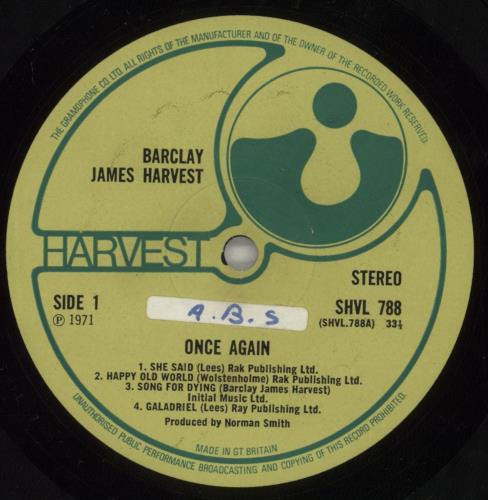 THE GRAMOPHONE CO. LTD. ALL RIGHTS OF THE MANUFACTURER AND OF THE OWNER OF THE RECORDED WORK RESERVED
BARCLAY
JAMES HARVEST
HARVEST
STEREO
SIDE 1
℗ 1971
SHVL 788
(SHVL.788A) 33⅓
A.B.S
ONCE AGAIN
1. SHE SAID (Lees) Rak Publishing Ltd.
2. HAPPY OLD WORLD (Wolstenholme) Rak Publishing Ltd.
3. SONG FOR DYING (Barclay James Harvest)
Initial Music Ltd.
4. GALADRIEL (Lees) Ray Publishing Ltd.
Produced by Norman Smith
MADE IN GT BRITAIN
UNAUTHORISED PUBLIC PERFORMANCE BROADCASTING AND COPYING OF THIS RECORD PROHIBITED.